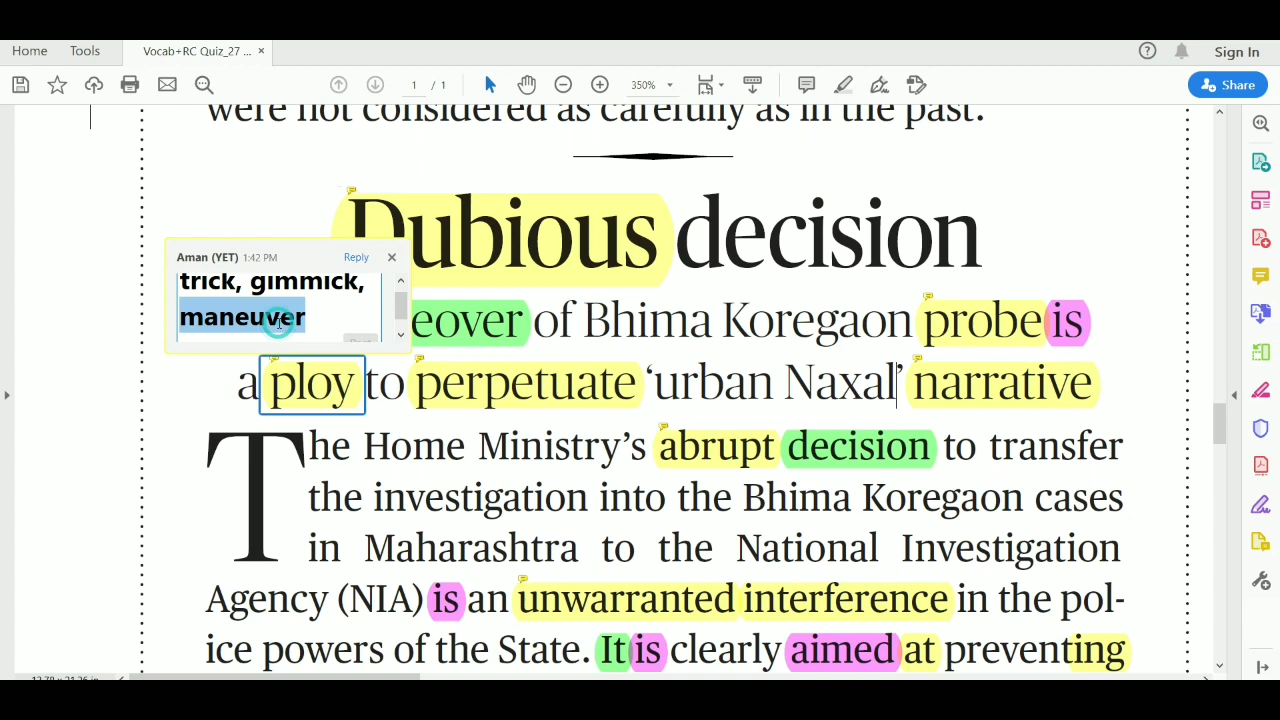 Home Tools Vocab+RC Quiz_27 ... × Sign In
1 / 1 350% Share
were not considered as carefully as in the past.
Dubious decision
Aman (YET) 1:42 PM Reply
trick, gimmick,
maneuver
eover of Bhima Koregaon probe is
a ploy to perpetuate ‘urban Naxal’ narrative
The Home Ministry’s abrupt decision to transfer
the investigation into the Bhima Koregaon cases
in Maharashtra to the National Investigation
Agency (NIA) is an unwarranted interference in the pol-
ice powers of the State. It is clearly aimed at preventing